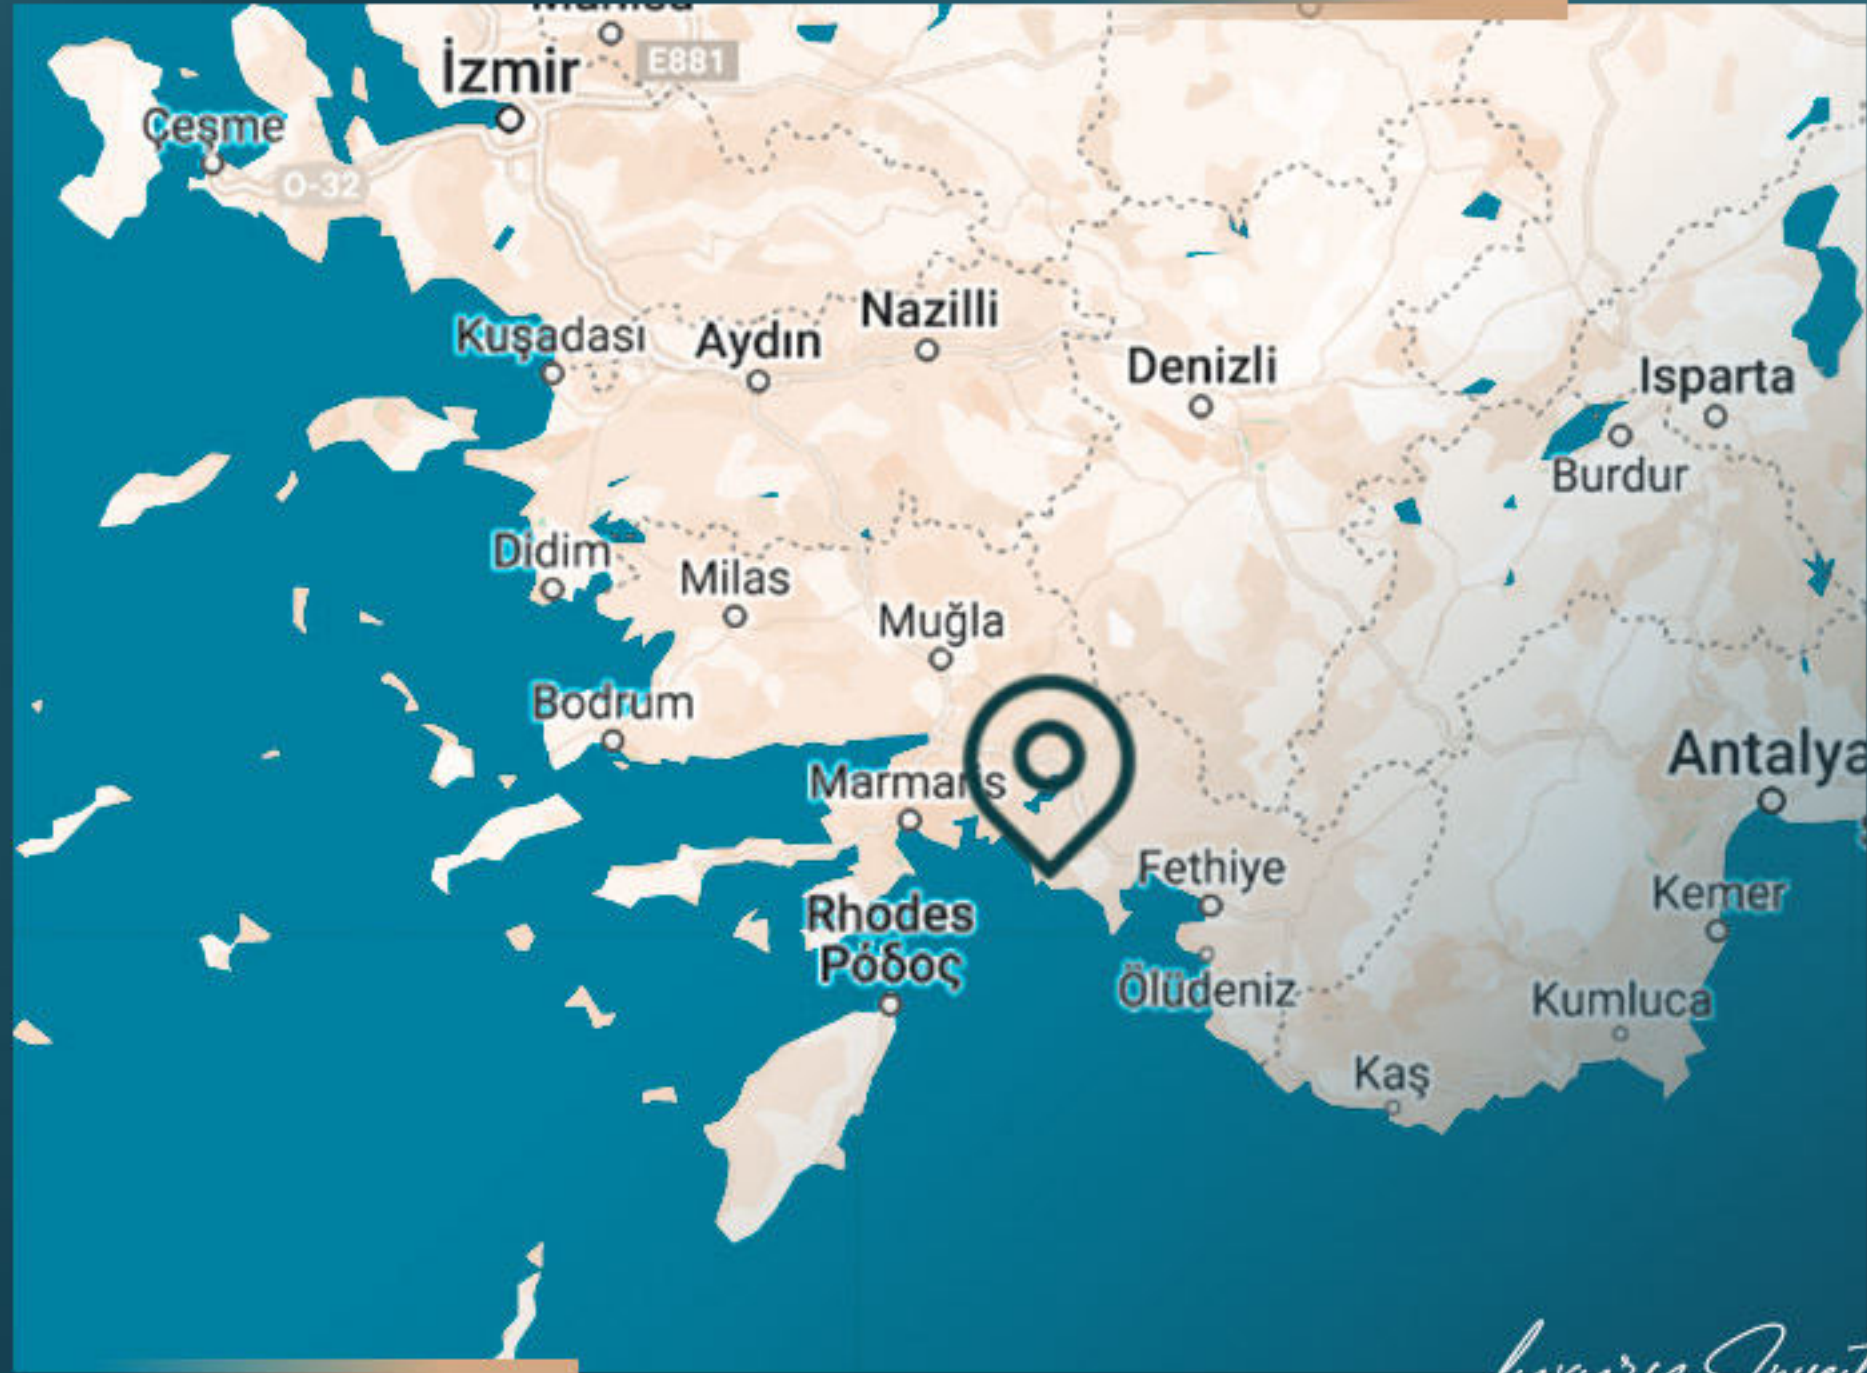 İzmir
E881
Çeşme
O-32
Nazilli
Kuşadası
Aydın
Denizli
Isparta
Burdur
Didim
Milas
Muğla
Bodrum
Antalya
Marmaris
Fethiye
Kemer
Rhodes
Ρόδος
Ölüdeniz
Kumluca
Kaş